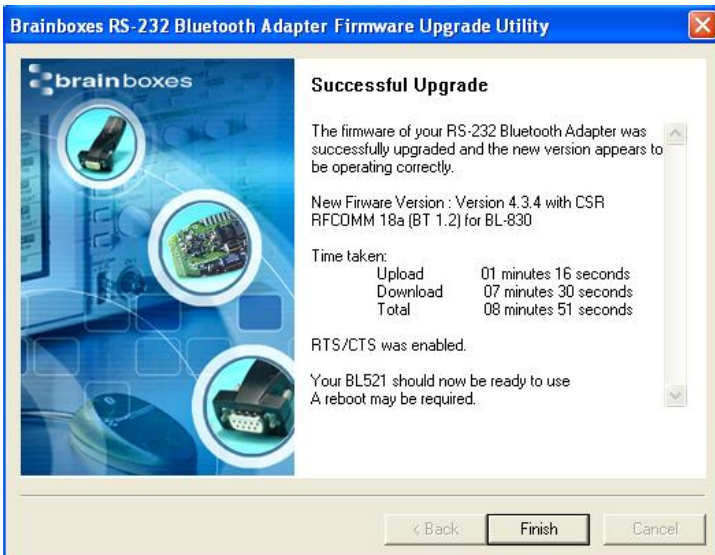 Brainboxes RS-232 Bluetooth Adapter Firmware Upgrade Utility
brainboxes
Successful Upgrade
The firmware of your RS-232 Bluetooth Adapter was
successfully upgraded and the new version appears to
be operating correctly.
New Firware Version : Version 4.3.4 with CSR
RFCOMM 18a (BT 1.2) for BL-830
Time taken:
Upload 01 minutes 16 seconds
Download 07 minutes 30 seconds
Total 08 minutes 51 seconds
RTS/CTS was enabled.
Your BL521 should now be ready to use
A reboot may be required.
< Back Finish Cancel